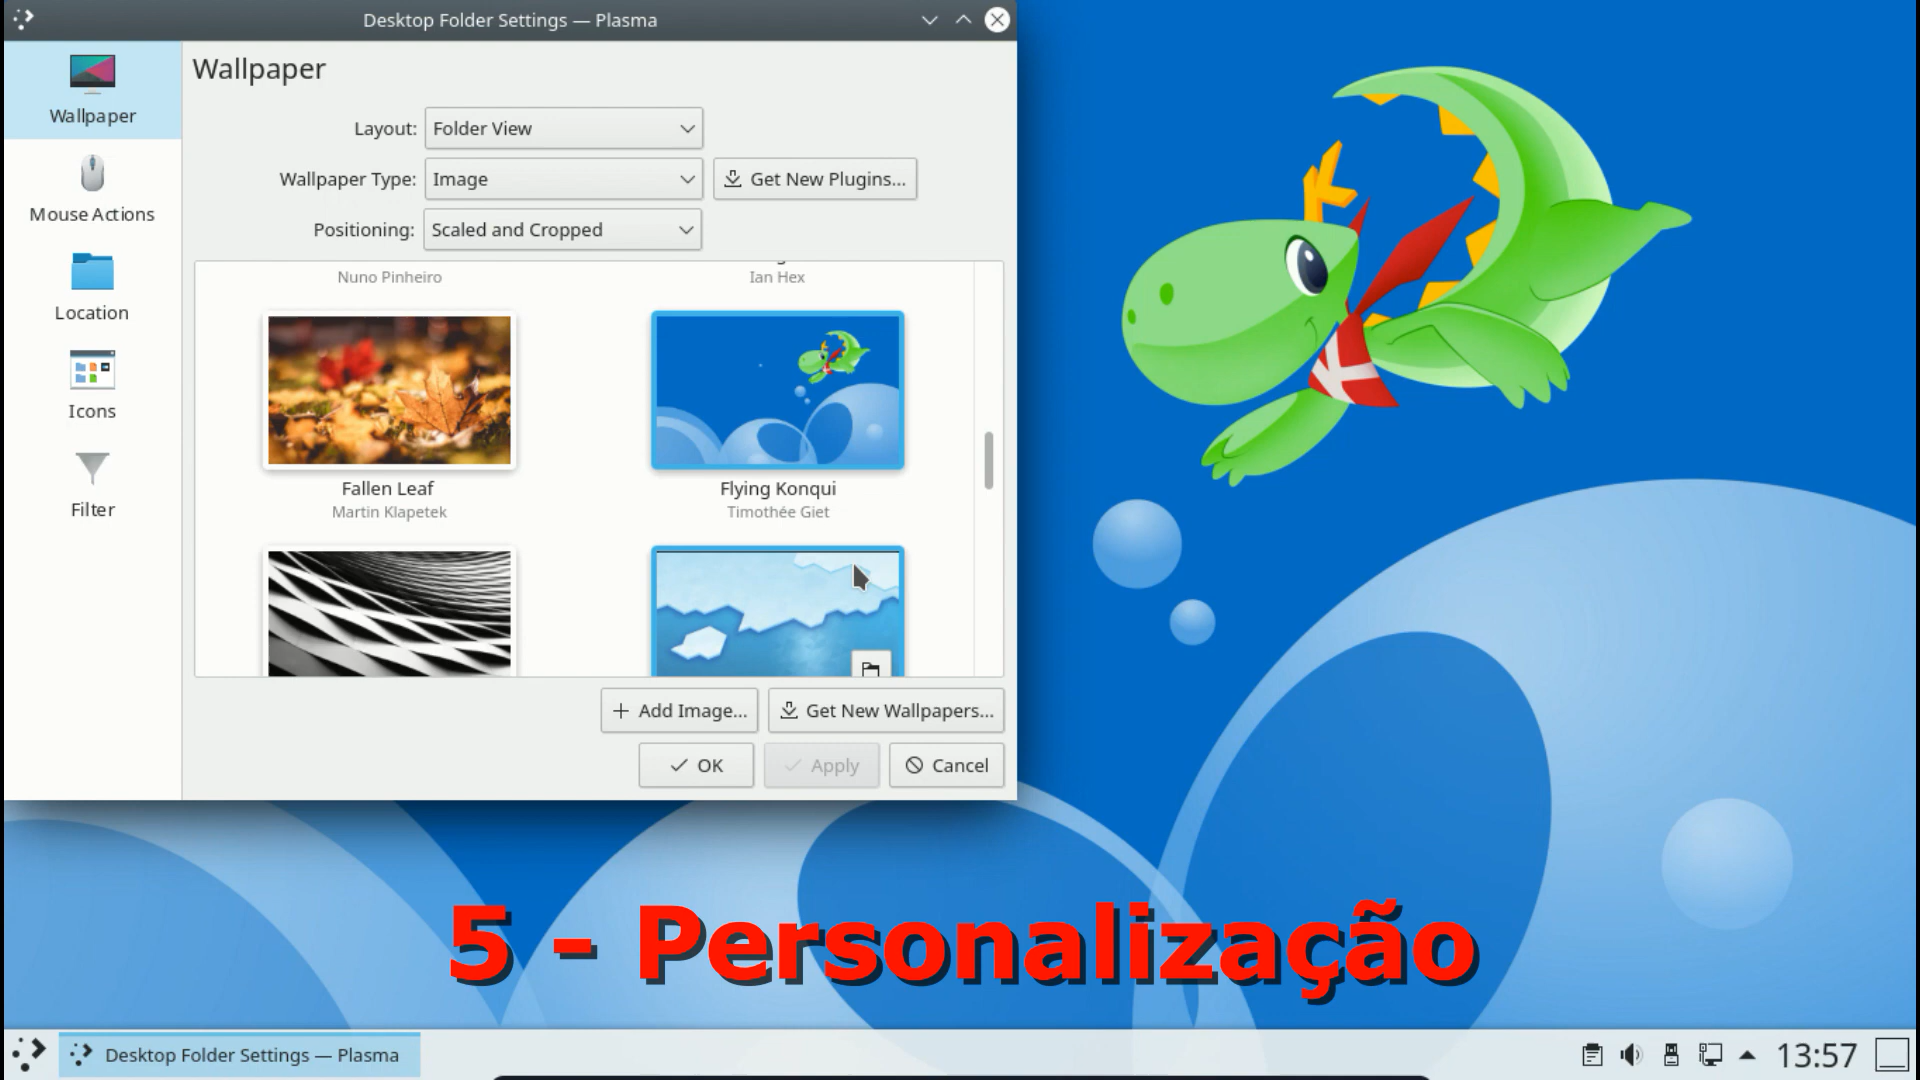 Desktop Folder Settings — Plasma
Wallpaper
Wallpaper
Layout: Folder View
Wallpaper Type: Image Get New Plugins...
Mouse Actions
Positioning: Scaled and Cropped
Nuno Pinheiro Ian Hex
Location
Icons
Fallen Leaf Flying Konqui
Martin Klapetek Timothée Giet
Filter
Add Image... Get New Wallpapers...
OK Apply Cancel
5 - Personalização
Desktop Folder Settings — Plasma 13:57